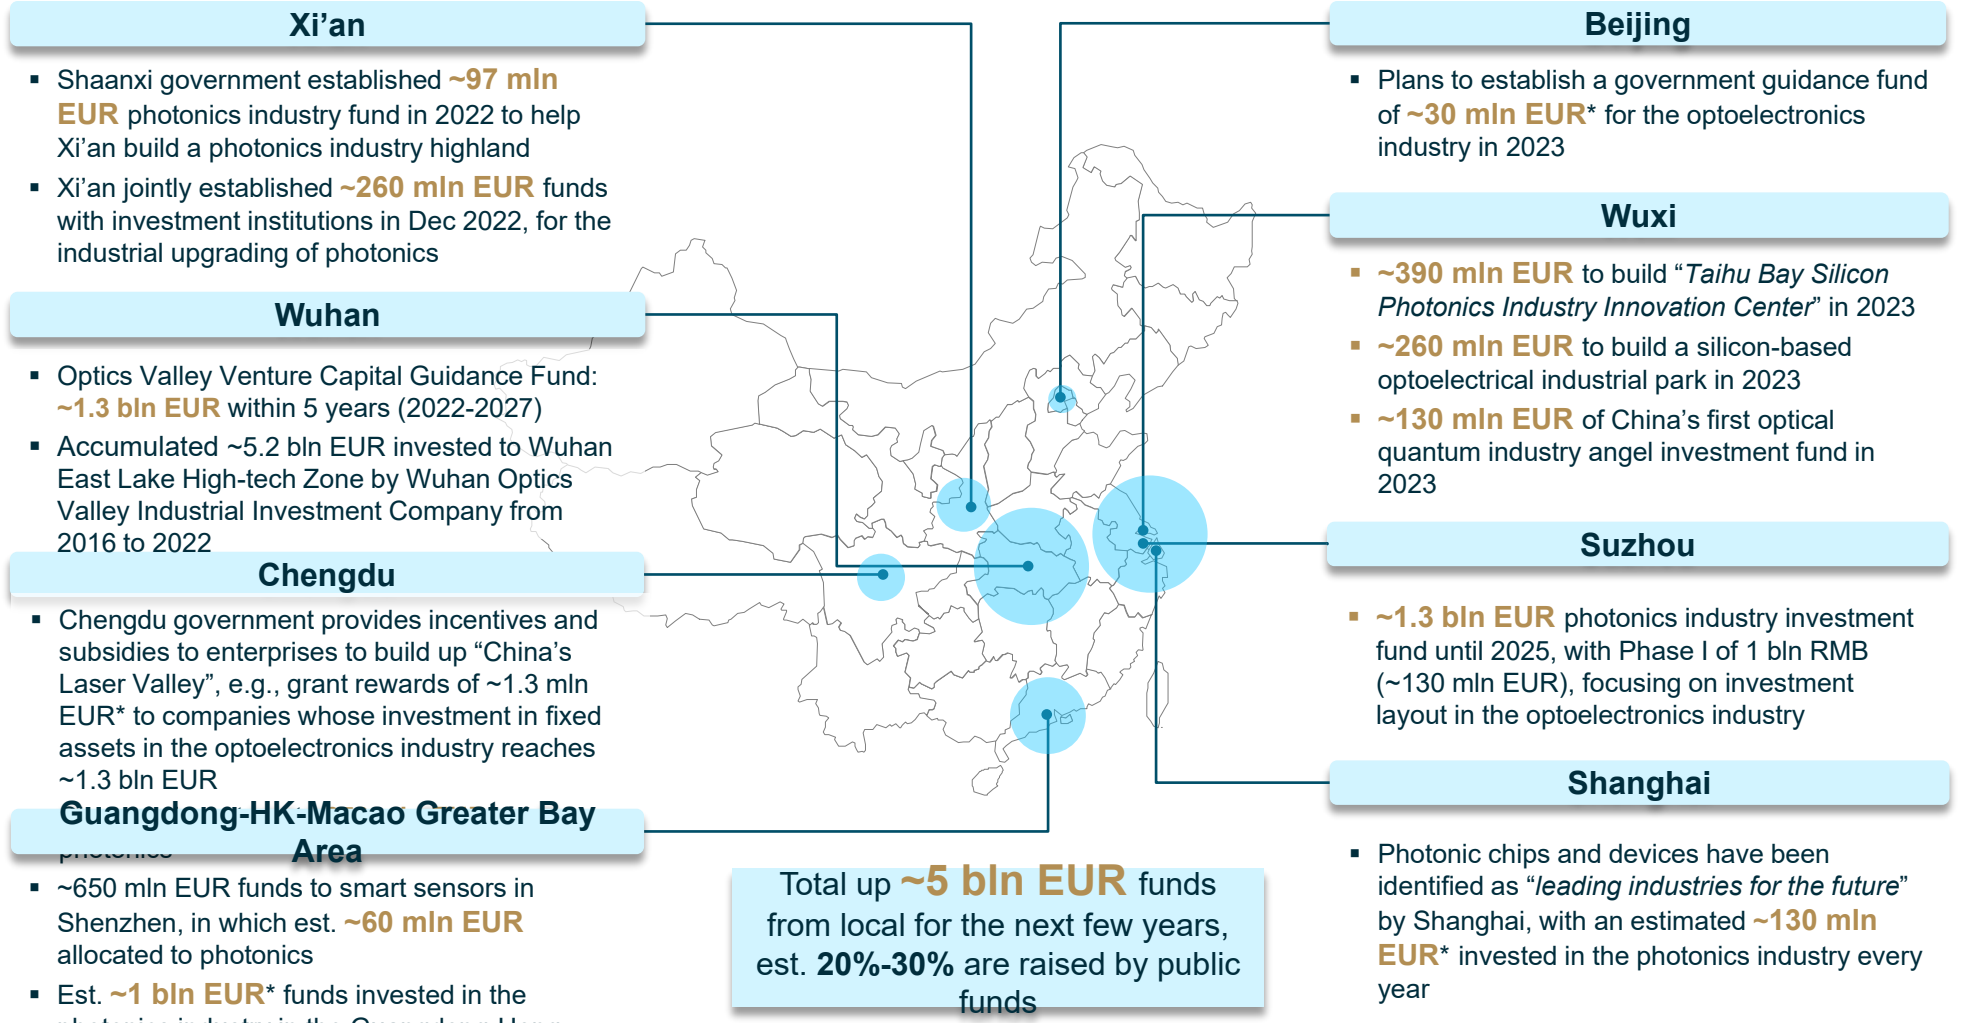 Xi’an
▪ Shaanxi government established ~97 mln
EUR photonics industry fund in 2022 to help
Xi’an build a photonics industry highland
▪ Xi’an jointly established ~260 mln EUR funds
with investment institutions in Dec 2022, for the
industrial upgrading of photonics
Wuhan
▪ Optics Valley Venture Capital Guidance Fund:
~1.3 bln EUR within 5 years (2022-2027)
▪ Accumulated ~5.2 bln EUR invested to Wuhan
East Lake High-tech Zone by Wuhan Optics
Valley Industrial Investment Company from
2016 to 2022
Chengdu
▪ Chengdu government provides incentives and
subsidies to enterprises to build up “China’s
Laser Valley”, e.g., grant rewards of ~1.3 mln
EUR* to companies whose investment in fixed
assets in the optoelectronics industry reaches
~1.3 bln EUR
Guangdong-HK-Macao Greater Bay
Area
photonics
▪ ~650 mln EUR funds to smart sensors in
Shenzhen, in which est. ~60 mln EUR
allocated to photonics
▪ Est. ~1 bln EUR* funds invested in the
Total up ~5 bln EUR funds
from local for the next few years,
est. 20%-30% are raised by public
funds
Beijing
▪ Plans to establish a government guidance fund
of ~30 mln EUR* for the optoelectronics
industry in 2023
Wuxi
▪ ~390 mln EUR to build “Taihu Bay Silicon
Photonics Industry Innovation Center” in 2023
▪ ~260 mln EUR to build a silicon-based
optoelectrical industrial park in 2023
▪ ~130 mln EUR of China’s first optical
quantum industry angel investment fund in
2023
Suzhou
▪ ~1.3 bln EUR photonics industry investment
fund until 2025, with Phase I of 1 bln RMB
(~130 mln EUR), focusing on investment
layout in the optoelectronics industry
Shanghai
▪ Photonic chips and devices have been
identified as “leading industries for the future”
by Shanghai, with an estimated ~130 mln
EUR* invested in the photonics industry every
year